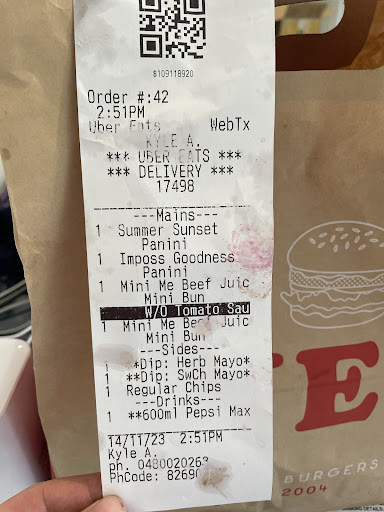 $109118920
Order #:42
2:51PM
Uber Eats WebTx
KYLE A.
*** UBER EATS ***
*** DELIVERY ***
17498
---Mains---
1 Summer Sunset
Panini
1 Imposs Goodness
Panini
1 Mini Me Beef Juic
Mini Bun
W/O Tomato Sau
1 Mini Me Beef Juic
Mini Bun
---Sides---
1 **Dip: Herb Mayo*
1 **Dip: SwCh Mayo*
1 Regular Chips
---Drinks---
1 **600ml Pepsi Max
14/11/23 2:51PM
Kyle A.
ph. 0480020263
PhCode: 8269
E
BURGERS
2004